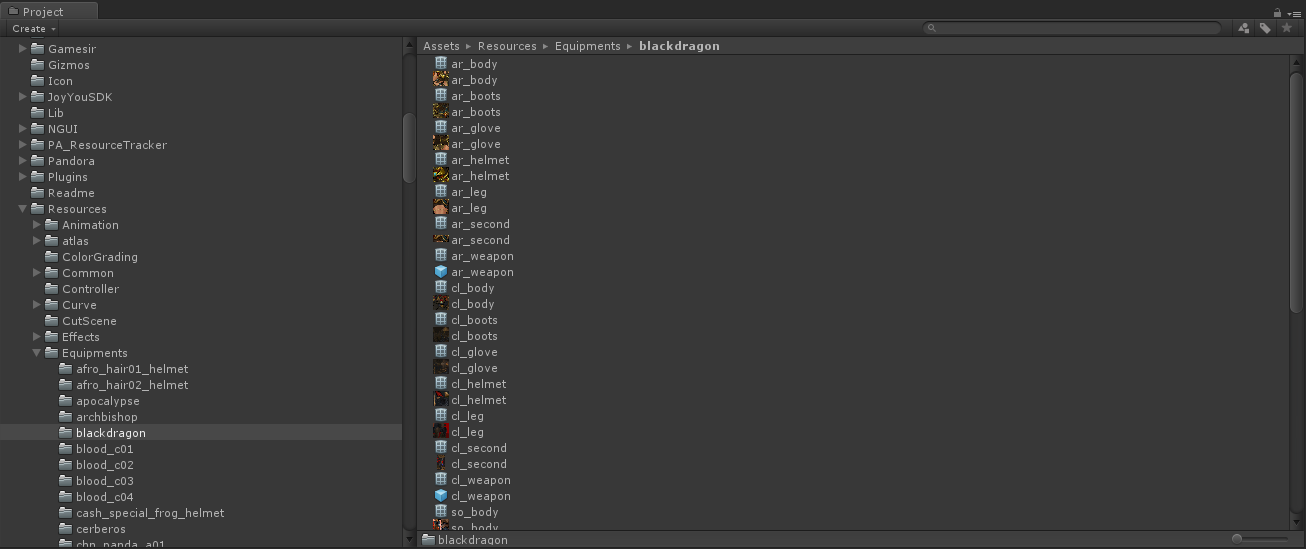 Project
Create
Gamesir
Gizmos
Icon
JoyYouSDK
Lib
NGUI
PA_ResourceTracker
Pandora
Plugins
Readme
Resources
Animation
atlas
ColorGrading
Common
Controller
Curve
CutScene
Effects
Equipments
afro_hair01_helmet
afro_hair02_helmet
apocalypse
archbishop
blackdragon
blood_c01
blood_c02
blood_c03
blood_c04
cash_special_frog_helmet
cerberos
chn_panda_a01
Assets ▸ Resources ▸ Equipments ▸ blackdragon
ar_body
ar_body
ar_boots
ar_boots
ar_glove
ar_glove
ar_helmet
ar_helmet
ar_leg
ar_leg
ar_second
ar_second
ar_weapon
ar_weapon
cl_body
cl_body
cl_boots
cl_boots
cl_glove
cl_glove
cl_helmet
cl_helmet
cl_leg
cl_leg
cl_second
cl_second
cl_weapon
cl_weapon
so_body
so_body
blackdragon